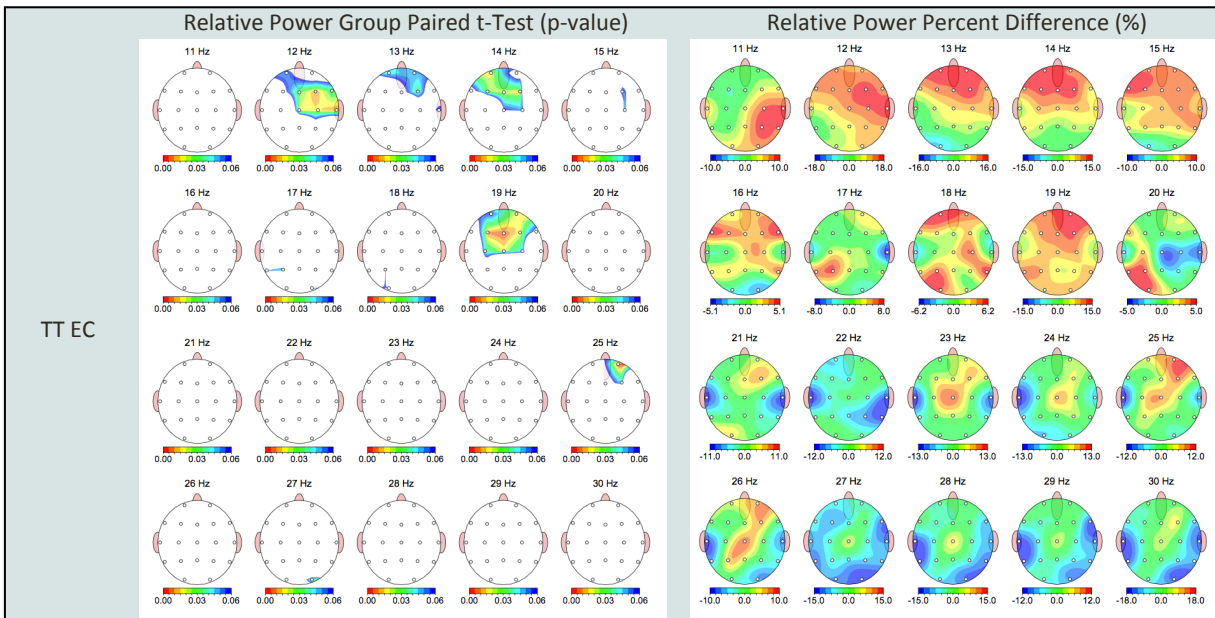 Relative Power Group Paired t-Test (p-value) Relative Power Percent Difference (%)
11 Hz 12 Hz 13 Hz 14 Hz 15 Hz 11 Hz 12 Hz 13 Hz 14 Hz 15 Hz
0.00 0.03 0.06 0.00 0.03 0.06 0.00 0.03 0.06 0.00 0.03 0.06 0.00 0.03 0.06 -10.0 0.0 10.0 -18.0 0.0 18.0 -15.0 0.0 15.0 -15.0 0.0 15.0 -10.0 0.0 10.0
16 Hz 17 Hz 18 Hz 19 Hz 20 Hz 16 Hz 17 Hz 18 Hz 19 Hz 20 Hz
0.00 0.03 0.06 0.00 0.03 0.06 0.00 0.03 0.06 0.00 0.03 0.06 0.00 0.03 0.06 -5.1 0.0 5.1 -8.0 0.0 8.0 -6.2 0.0 6.2 -15.0 0.0 15.0 -5.0 0.0 5.0
TT EC
21 Hz 22 Hz 23 Hz 24 Hz 25 Hz 21 Hz 22 Hz 23 Hz 24 Hz 25 Hz
0.00 0.03 0.06 0.00 0.03 0.06 0.00 0.03 0.06 0.00 0.03 0.06 0.00 0.03 0.06 -11.0 0.0 11.0 -12.0 0.0 12.0 -13.0 0.0 13.0 -13.0 0.0 13.0 -12.0 0.0 12.0
26 Hz 27 Hz 28 Hz 29 Hz 30 Hz 26 Hz 27 Hz 28 Hz 29 Hz 30 Hz
0.00 0.03 0.06 0.00 0.03 0.06 0.00 0.03 0.06 0.00 0.03 0.06 0.00 0.03 0.06 -10.0 0.0 10.0 -15.0 0.0 15.0 -15.0 0.0 15.0 -12.0 0.0 12.0 -18.0 0.0 18.0